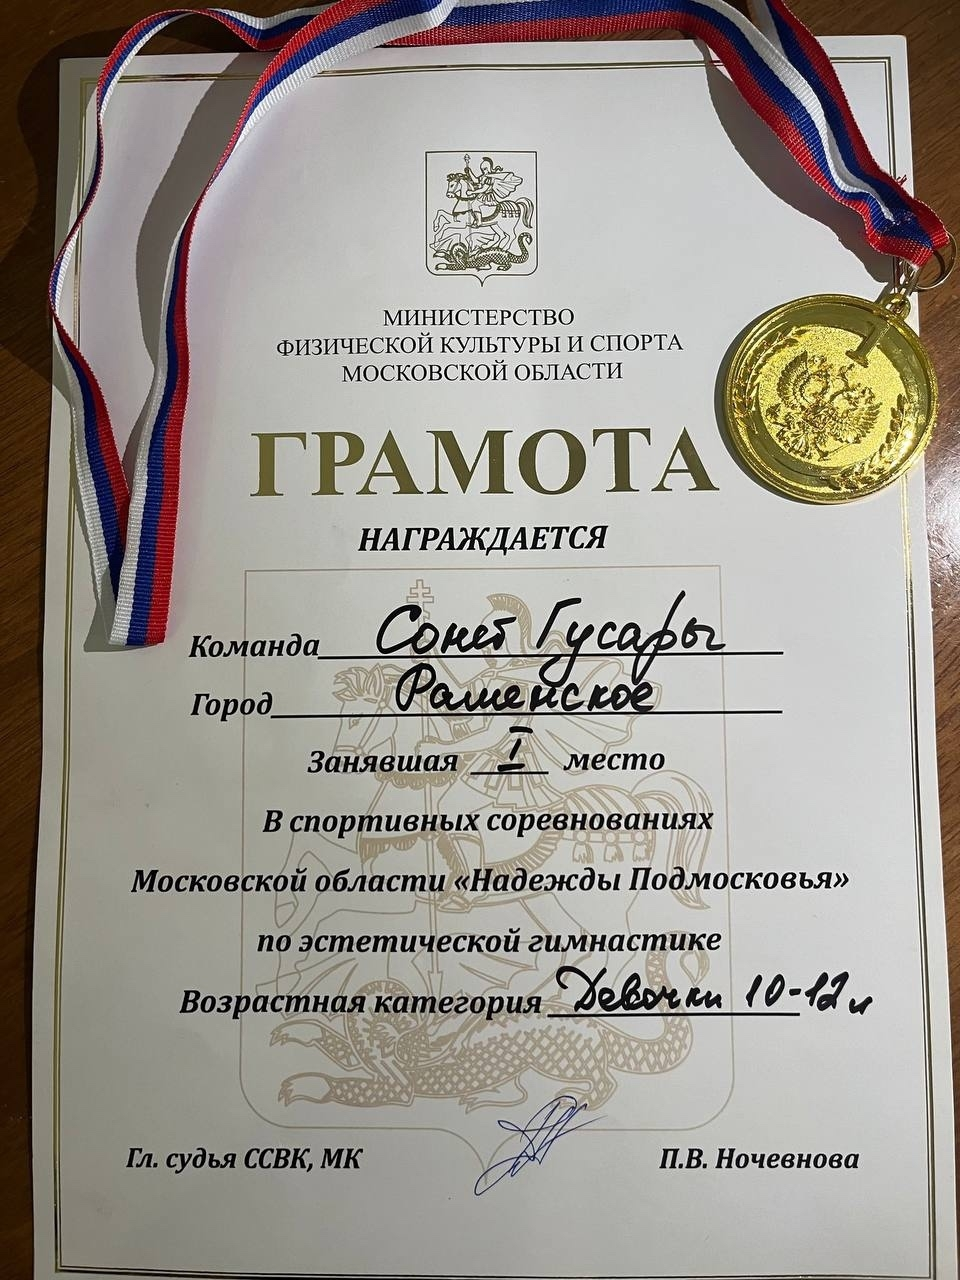 МИНИСТЕРСТВО
ФИЗИЧЕСКОЙ КУЛЬТУРЫ И СПОРТА
МОСКОВСКОЙ ОБЛАСТИ
ГРАМОТА
НАГРАЖДАЕТСЯ
Команда Сонет Гусары
Город Раменское
Занявшая I место
В спортивных соревнованиях
Московской области «Надежды Подмосковья»
по эстетической гимнастике
Возрастная категория Девочки 10-12 л
Гл. судья ССВК, МК П.В. Ночевнова
1